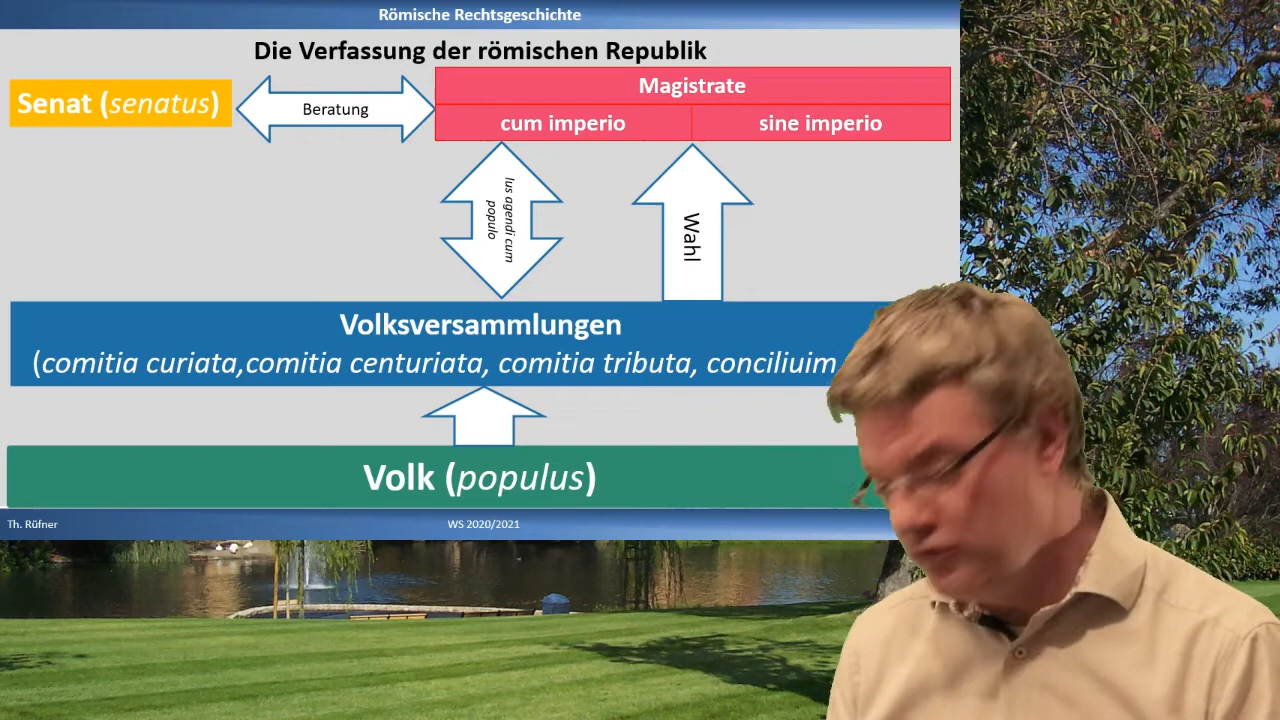 Römische Rechtsgeschichte
Die Verfassung der römischen Republik
Senat (senatus)
Beratung
Magistrate
cum imperio
sine imperio
Ius agendi cum
populo
Wahl
Volksversammlungen
(comitia curiata,comitia centuriata, comitia tributa, conciliuim
Volk (populus)
Th. Rüfner
WS 2020/2021